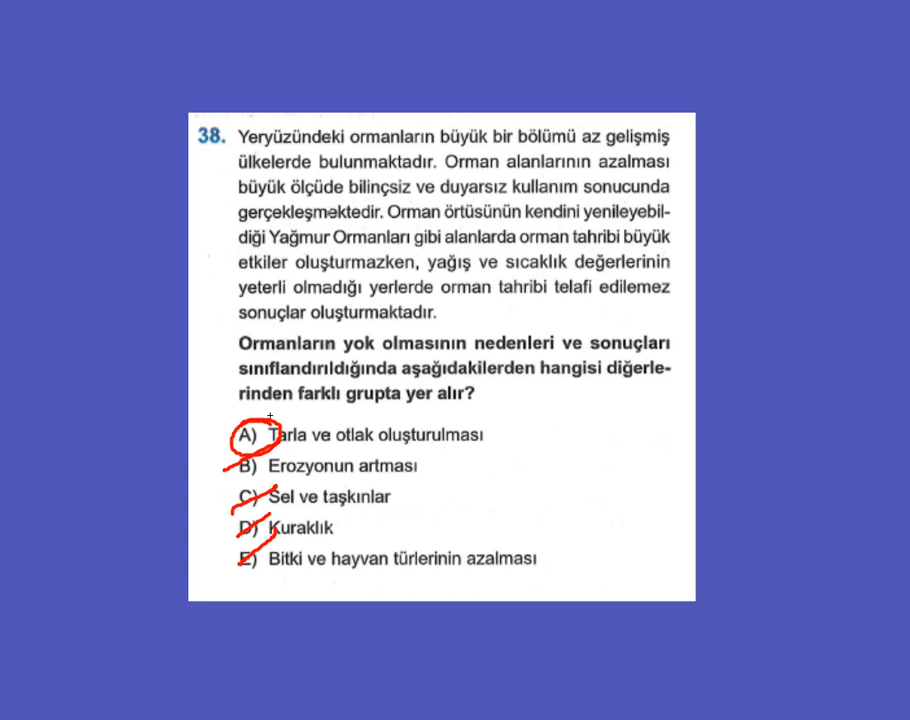 38. Yeryüzündeki ormanların büyük bir bölümü az gelişmiş
ülkelerde bulunmaktadır. Orman alanlarının azalması
büyük ölçüde bilinçsiz ve duyarsız kullanım sonucunda
gerçekleşmektedir. Orman örtüsünün kendini yenileyebil-
diği Yağmur Ormanları gibi alanlarda orman tahribi büyük
etkiler oluşturmazken, yağış ve sıcaklık değerlerinin
yeterli olmadığı yerlerde orman tahribi telafi edilemez
sonuçlar oluşturmaktadır.
Ormanların yok olmasının nedenleri ve sonuçları
sınıflandırıldığında aşağıdakilerden hangisi diğerle-
rinden farklı grupta yer alır?
A) Tarla ve otlak oluşturulması
B) Erozyonun artması
C) Sel ve taşkınlar
D) Kuraklık
E) Bitki ve hayvan türlerinin azalması